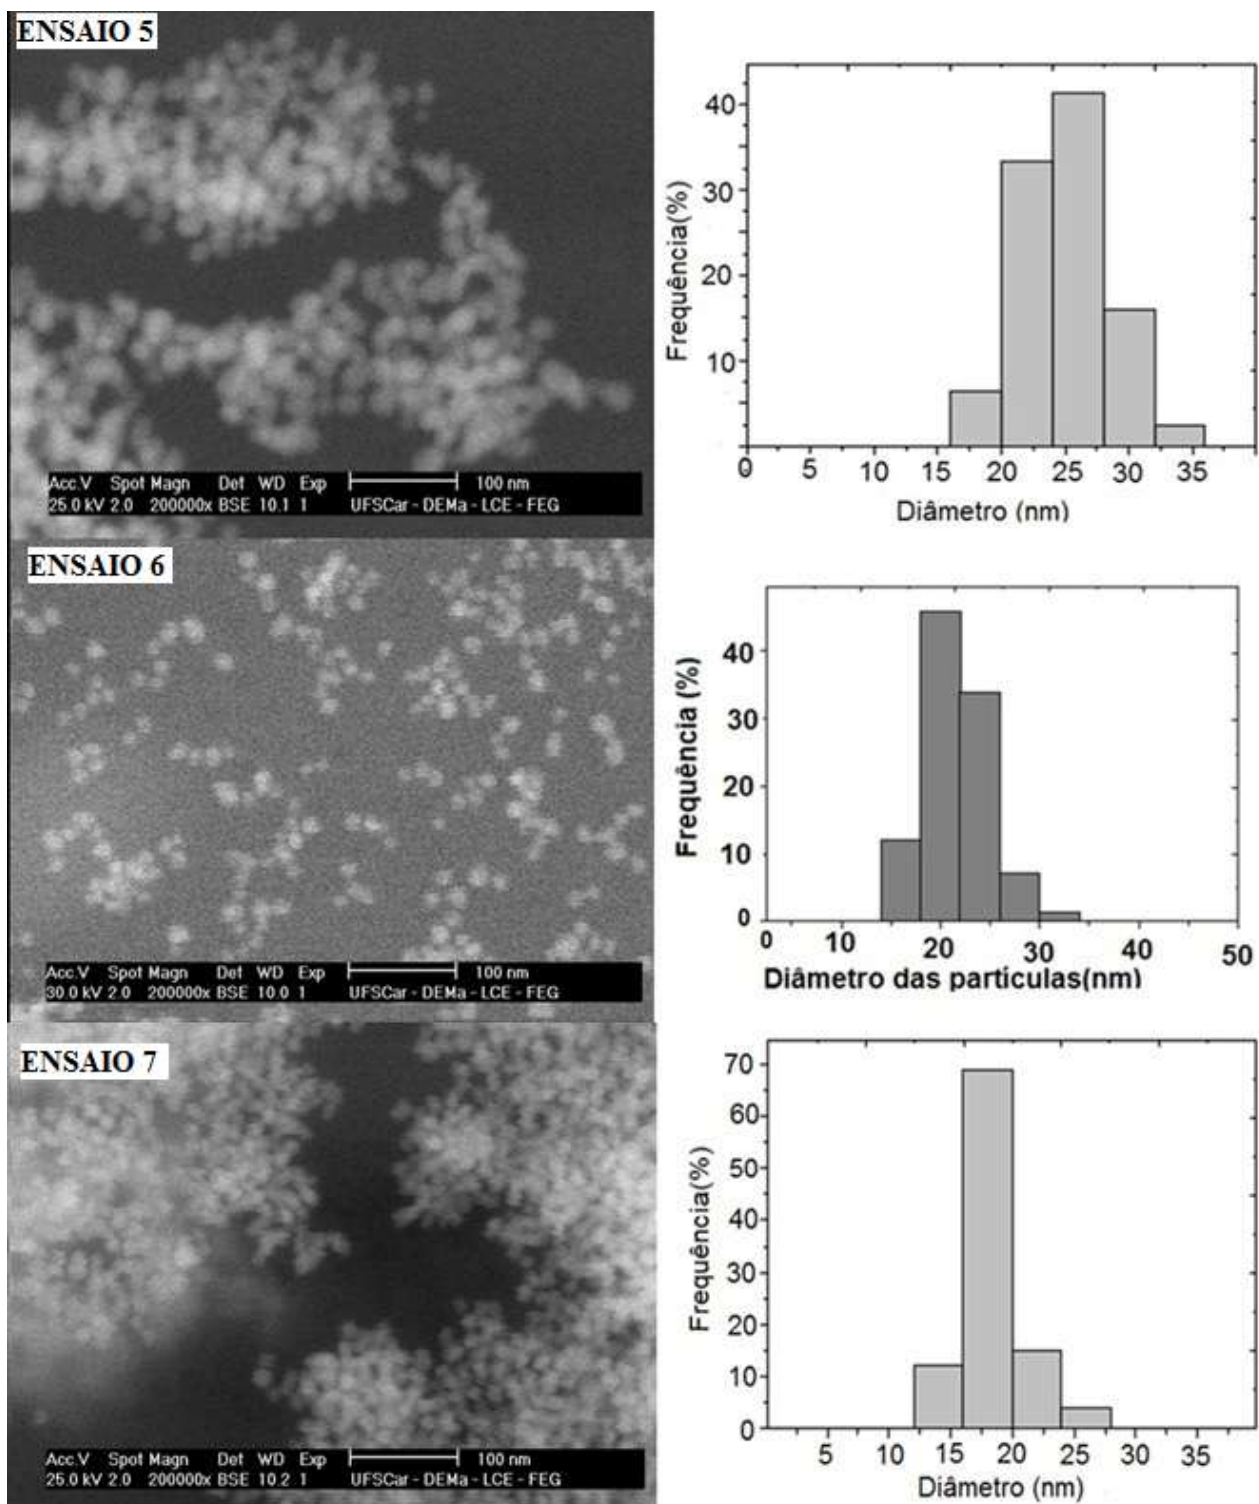 ENSAIO 5
Acc.V Spot Magn Det WD Exp 100 nm
25.0 kV 2.0 200000x BSE 10.1 1 UFSCar - DEMa - LCE - FEG
Frequência(%)
40
30
20
10
0 5 10 15 20 25 30 35
Diâmetro (nm)
ENSAIO 6
Acc.V Spot Magn Det WD Exp 100 nm
30.0 kV 2.0 200000x BSE 10.0 1 UFSCar - DEMa - LCE - FEG
Frequência (%)
40
30
20
10
0
0 10 20 30 40 50
Diâmetro das particulas(nm)
ENSAIO 7
Acc.V Spot Magn Det WD Exp 100 nm
25.0 kV 2.0 200000x BSE 10.2 1 UFSCar - DEMa - LCE - FEG
Frequência(%)
70
60
50
40
30
20
10
0
5 10 15 20 25 30 35
Diâmetro (nm)